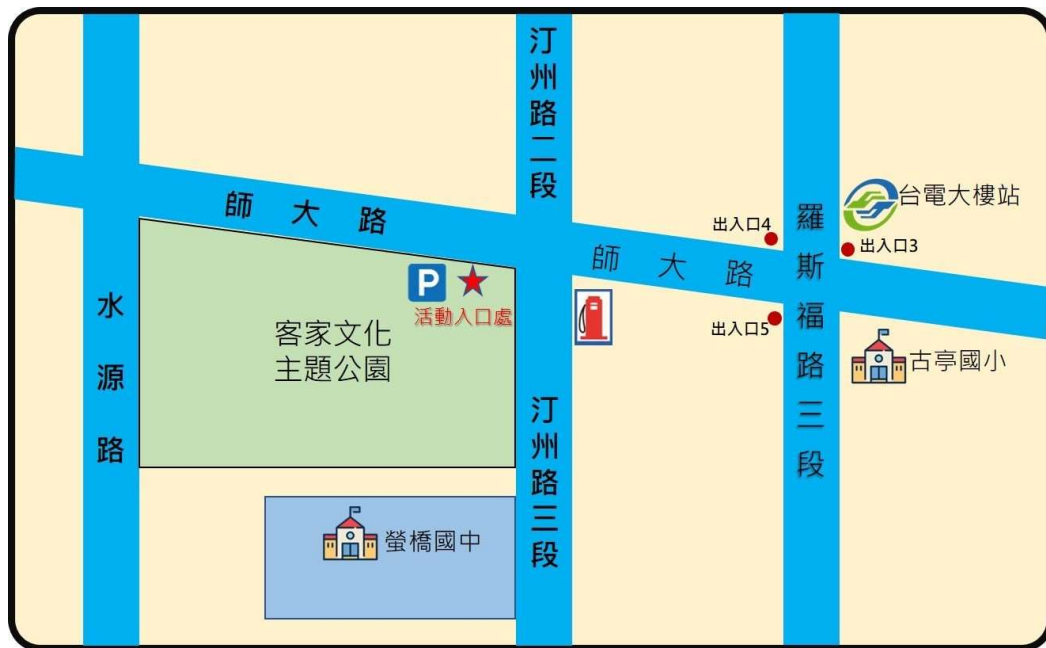 汀州路二段
師大路
羅斯福路三段
台電大樓站
出入口4
出入口3
師大路
P
活動入口處
水源路
客家文化
主題公園
出入口5
古亭國小
汀州路三段
螢橋國中